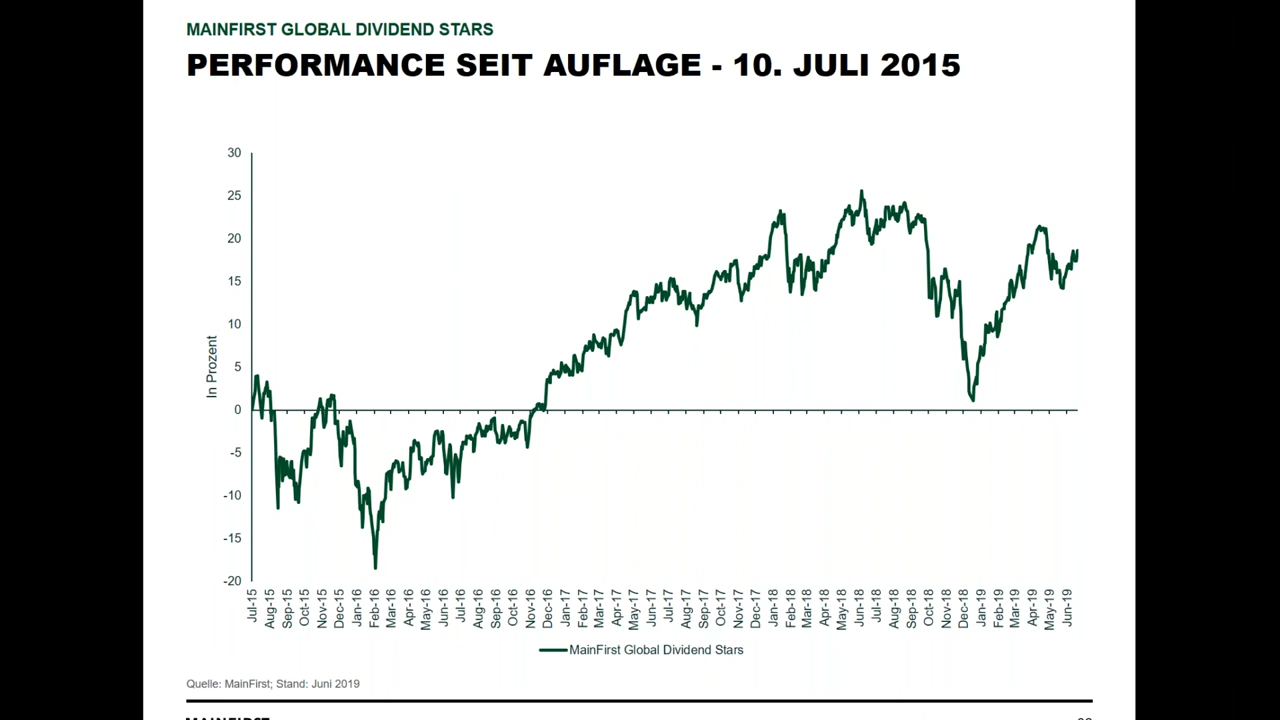 MAINFIRST GLOBAL DIVIDEND STARS
PERFORMANCE SEIT AUFLAGE - 10. JULI 2015
30
25
20
15
10
5
0
-5
-10
-15
-20
In Prozent
Jul-15
Aug-15
Sep-15
Oct-15
Nov-15
Dec-15
Jan-16
Feb-16
Mar-16
Apr-16
May-16
Jun-16
Jul-16
Aug-16
Sep-16
Oct-16
Nov-16
Dec-16
Jan-17
Feb-17
Mar-17
Apr-17
May-17
Jun-17
Jul-17
Aug-17
Sep-17
Oct-17
Nov-17
Dec-17
Jan-18
Feb-18
Mar-18
Apr-18
May-18
Jun-18
Jul-18
Aug-18
Sep-18
Oct-18
Nov-18
Dec-18
Jan-19
Feb-19
Mar-19
Apr-19
May-19
Jun-19
MainFirst Global Dividend Stars
Quelle: MainFirst; Stand: Juni 2019
MAINFIRST